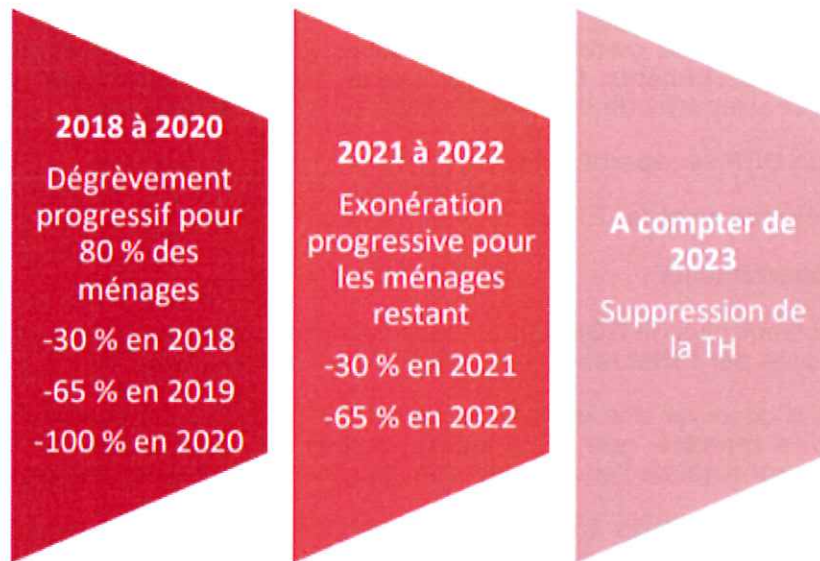 2018 à 2020
Dégrèvement
progressif pour
80 % des
ménages
-30 % en 2018
-65 % en 2019
-100 % en 2020
2021 à 2022
Exonération
progressive pour
les ménages
restant
-30 % en 2021
-65 % en 2022
A compter de
2023
Suppression de
la TH